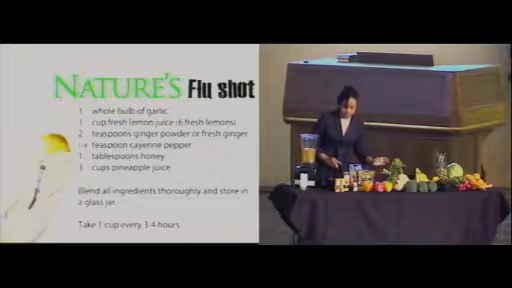 NATURE'S Flu shot
1 whole bulb of garlic
1 cup fresh lemon juice (6 fresh lemons)
2 teaspoons ginger powder or fresh ginger
teaspoon cayenne pepper
1 tablespoons honey
3 cups pineapple juice
Blend all ingredients thoroughly and store in
a glass jar.
Take 1 cup every 3-4 hours